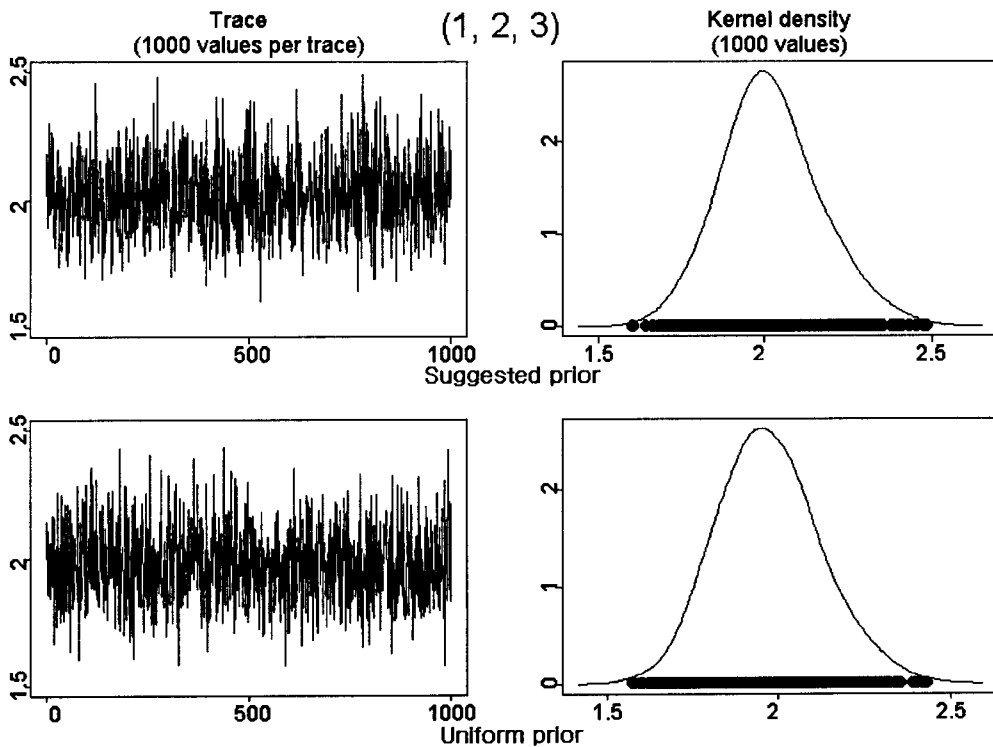 Trace
(1000 values per trace)
(1, 2, 3)
Kernel density
(1000 values)
2.5
2
1.5
0 500 1000
2
1
0
1.5 2 2.5
Suggested prior
2.5
2
1.5
0 500 1000
2
1
0
1.5 2 2.5
Uniform prior